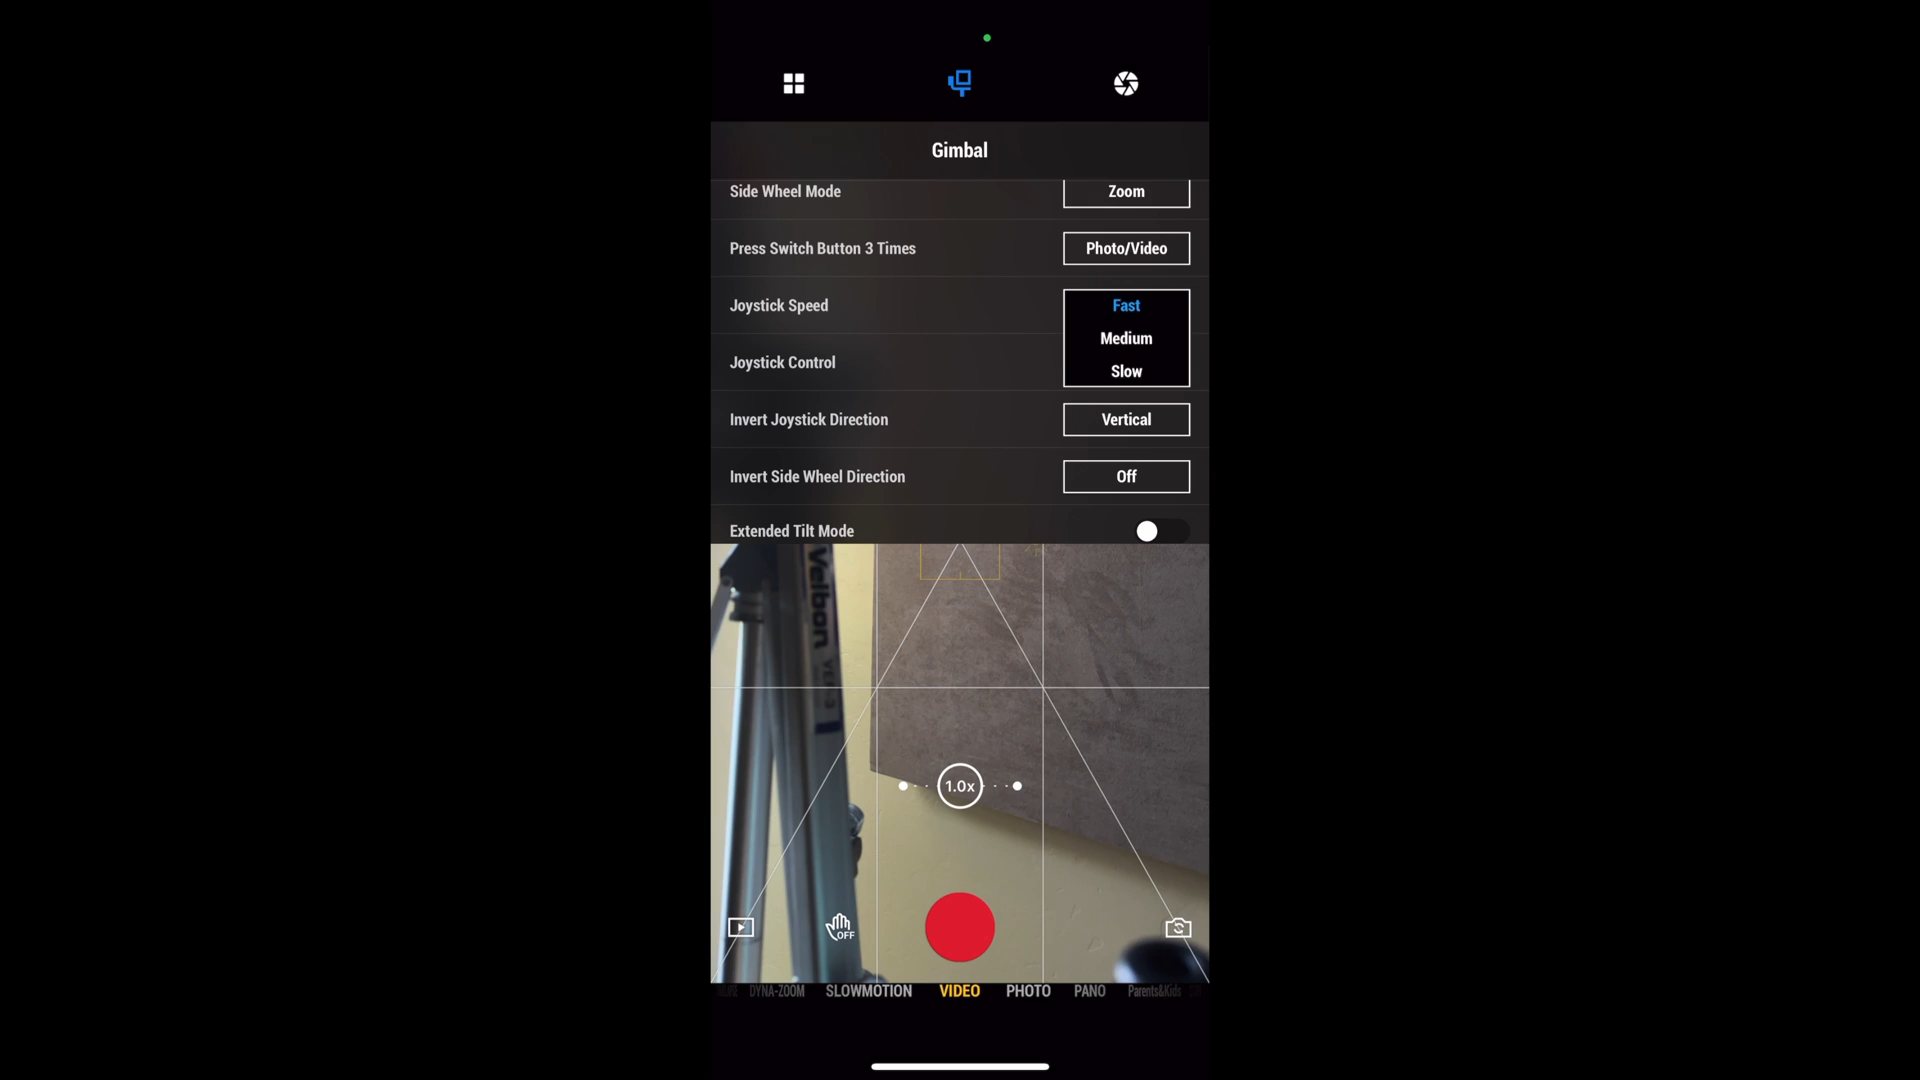 Gimbal
Side Wheel Mode Zoom
Press Switch Button 3 Times Photo/Video
Joystick Speed Fast
Medium
Joystick Control
Slow
Invert Joystick Direction Vertical
Invert Side Wheel Direction Off
Extended Tilt Mode
Velbon
1.0x
OFF
DYNA-ZOOM SLOWMOTION VIDEO PHOTO PANO Parents&Kids